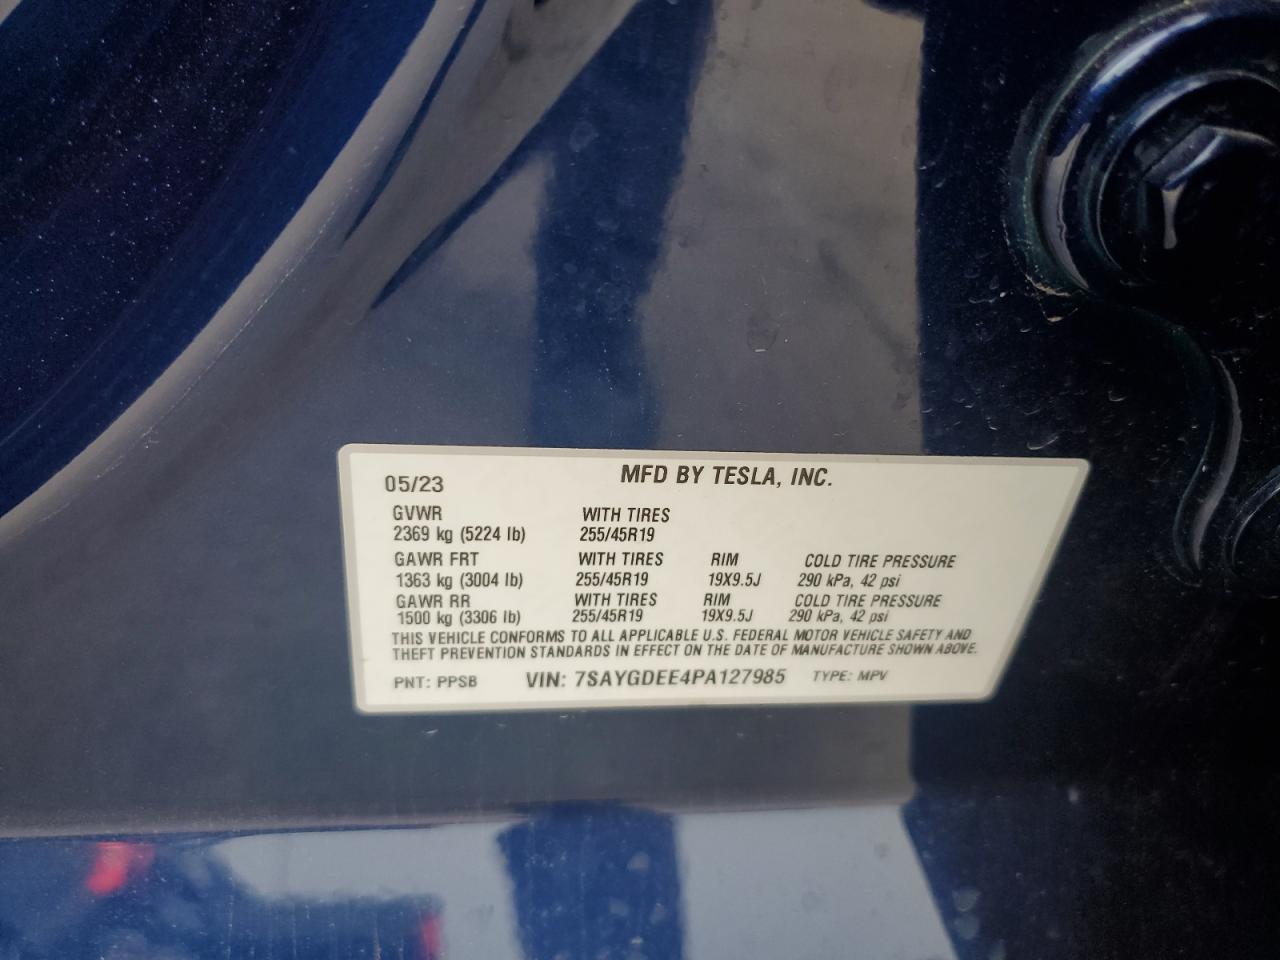 MFD BY TESLA, INC.
05/23
GVWR WITH TIRES
2369 kg (5224 lb) 255/45R19
GAWR FRT WITH TIRES RIM COLD TIRE PRESSURE
1363 kg (3004 lb) 255/45R19 19X9.5J 290 kPa, 42 psi
GAWR RR WITH TIRES RIM COLD TIRE PRESSURE
1500 kg (3306 lb) 255/45R19 19X9.5J 290 kPa, 42 psi
THIS VEHICLE CONFORMS TO ALL APPLICABLE U.S. FEDERAL MOTOR VEHICLE SAFETY AND
THEFT PREVENTION STANDARDS IN EFFECT ON THE DATE OF MANUFACTURE SHOWN ABOVE.
PNT: PPSB VIN: 7SAYGDEE4PA127985 TYPE: MPV